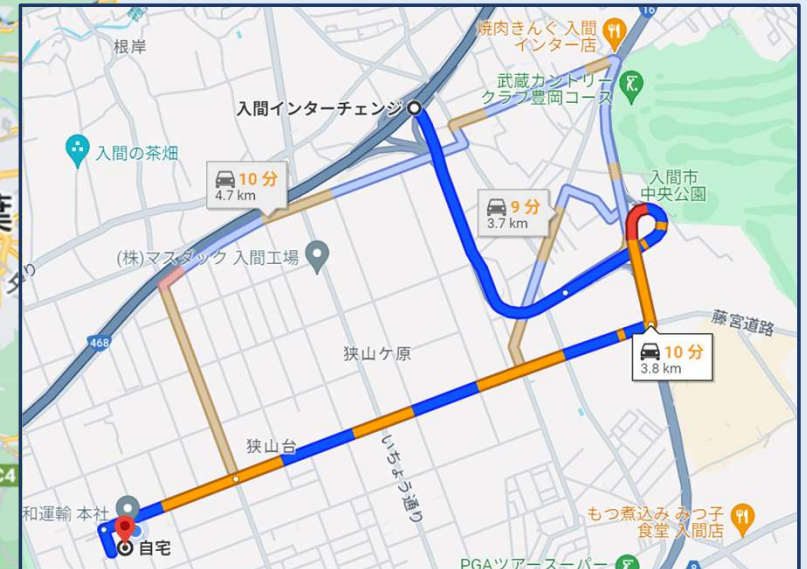 16
焼肉きんぐ 入間
インター店
根岸
武蔵カントリー
クラブ豊岡コース
入間インターチェンジ
入間の茶畑
10 分
4.7 km
入間市
中央公園
9 分
3.7 km
(株)マスダック 入間工場
藤宮道路
468
狭山ケ原
10 分
3.8 km
狭山台
いちょう通り
C4
和運輸 本社
自宅
もつ煮込み みつ子
食堂 入間店
PGAツアースーパー
8